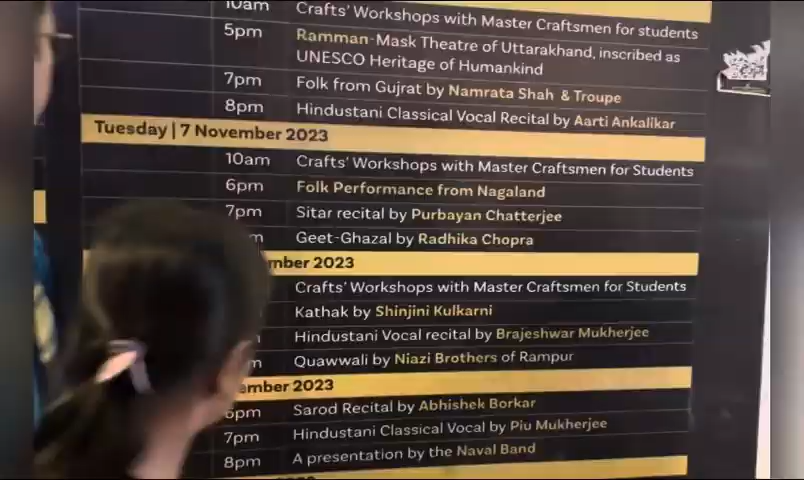 10am Crafts' Workshops with Master Craftsmen for students
5pm Ramman-Mask Theatre of Uttarakhand, inscribed as
UNESCO Heritage of Humankind
7pm Folk from Gujrat by Namrata Shah & Troupe
8pm Hindustani Classical Vocal Recital by Aarti Ankalikar
Tuesday | 7 November 2023
10am Crafts' Workshops with Master Craftsmen for Students
6pm Folk Performance from Nagaland
7pm Sitar recital by Purbayan Chatterjee
m Geet-Ghazal by Radhika Chopra
mber 2023
Crafts' Workshops with Master Craftsmen for Students
Kathak by Shinjini Kulkarni
Hindustani Vocal recital by Brajeshwar Mukherjee
m Quawwali by Niazi Brothers of Rampur
ember 2023
6pm Sarod Recital by Abhishek Borkar
7pm Hindustani Classical Vocal by Piu Mukherjee
8pm A presentation by the Naval Band